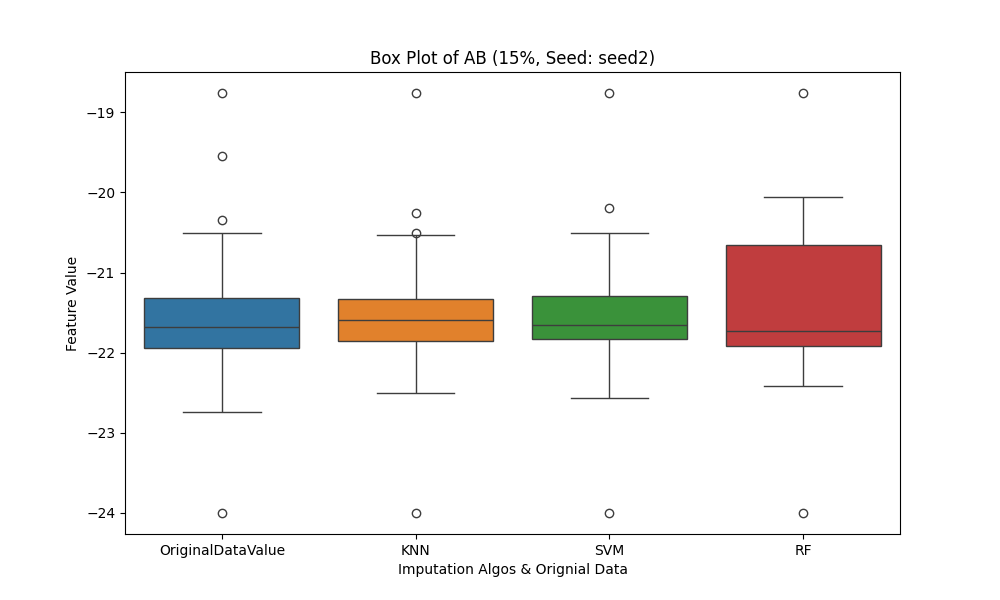 Box Plot of AB (15%, Seed: seed2)
Feature Value
−19
−20
−21
−22
−23
−24
OriginalDataValue
KNN
SVM
RF
Imputation Algos & Orignial Data